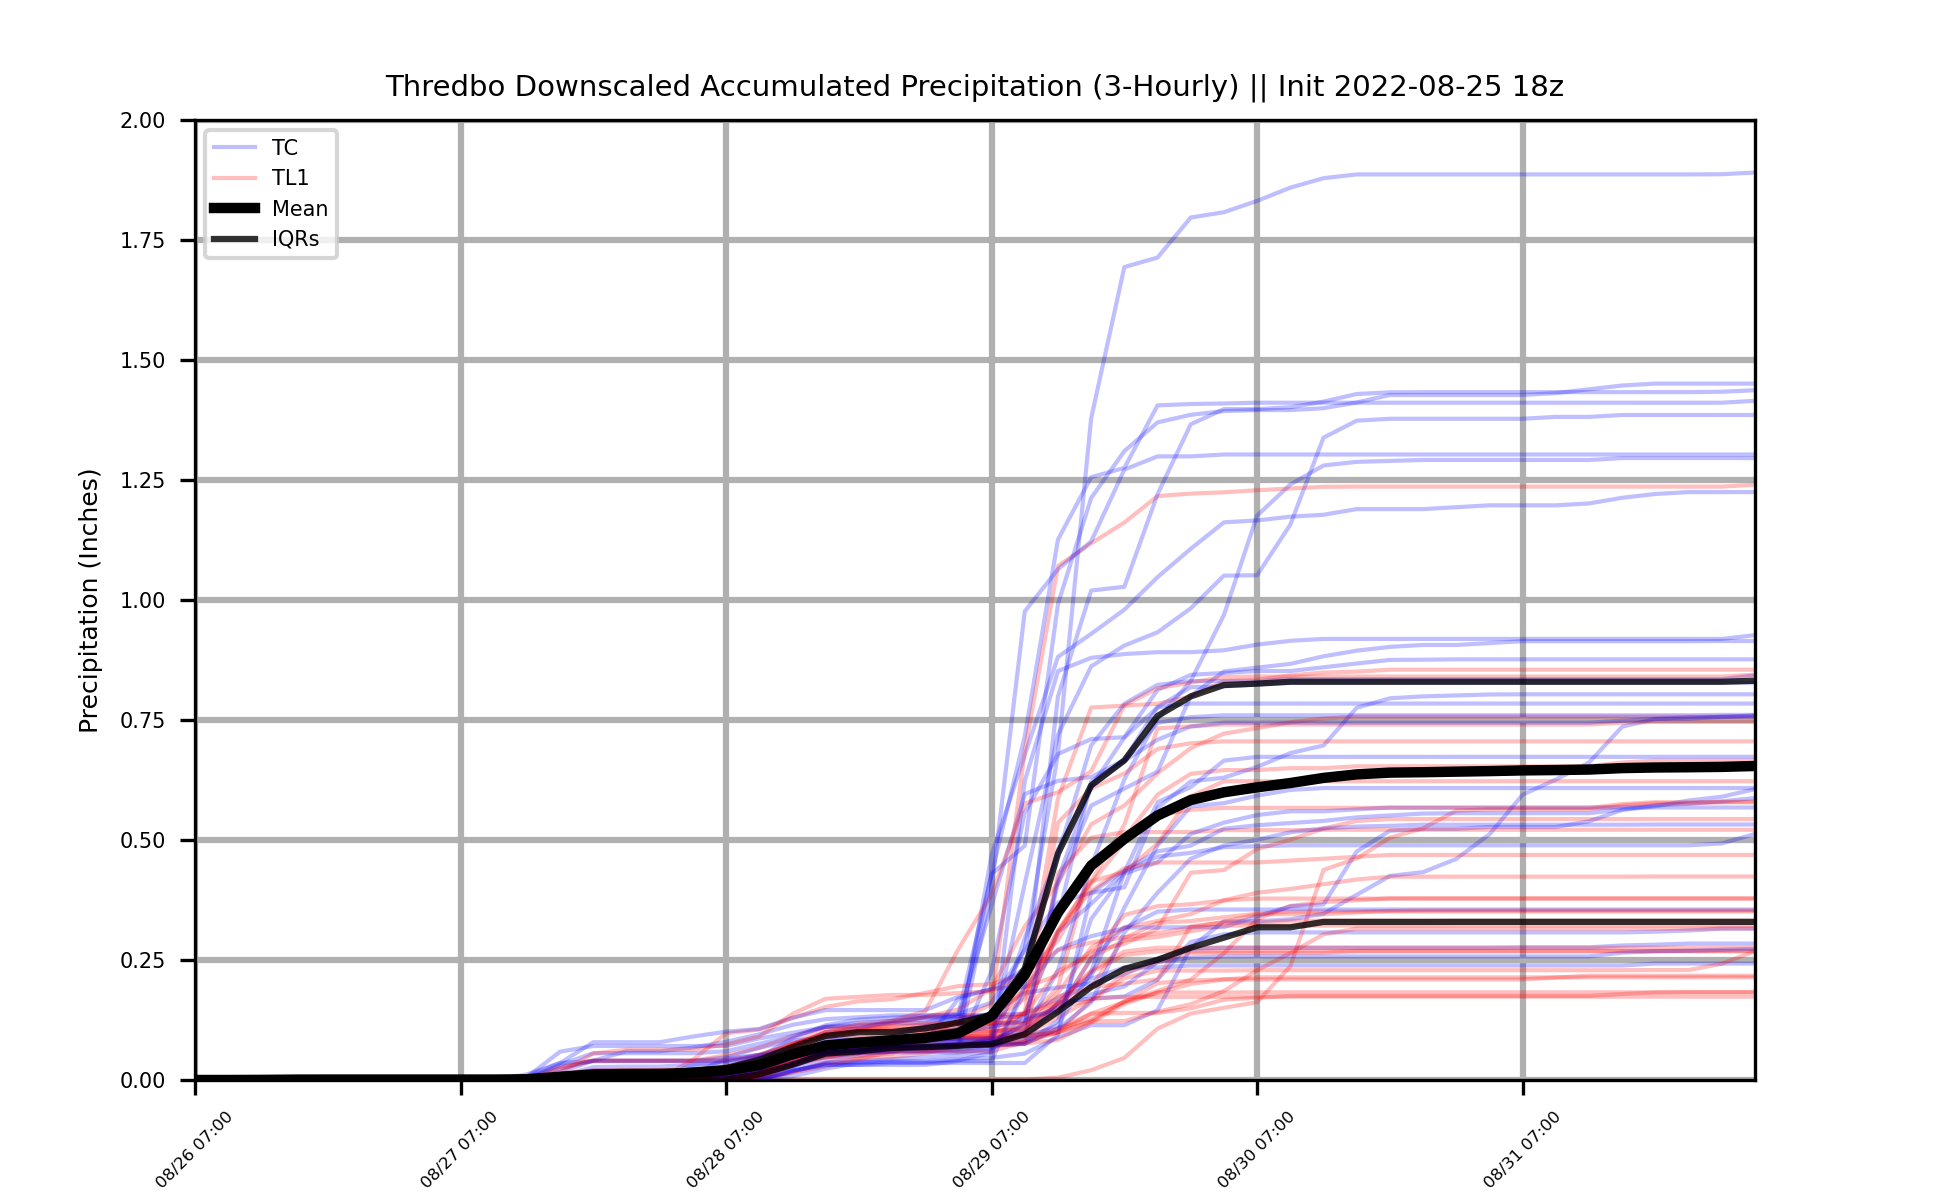 Thredbo Downscaled Accumulated Precipitation (3-Hourly) || Init 2022-08-25 18z
2.00
1.75
1.50
1.25
1.00
0.75
0.50
0.25
0.00
Precipitation (Inches)
TC
TL1
Mean
IQRs
08/26 07:00
08/27 07:00
08/28 07:00
08/29 07:00
08/30 07:00
08/31 07:00